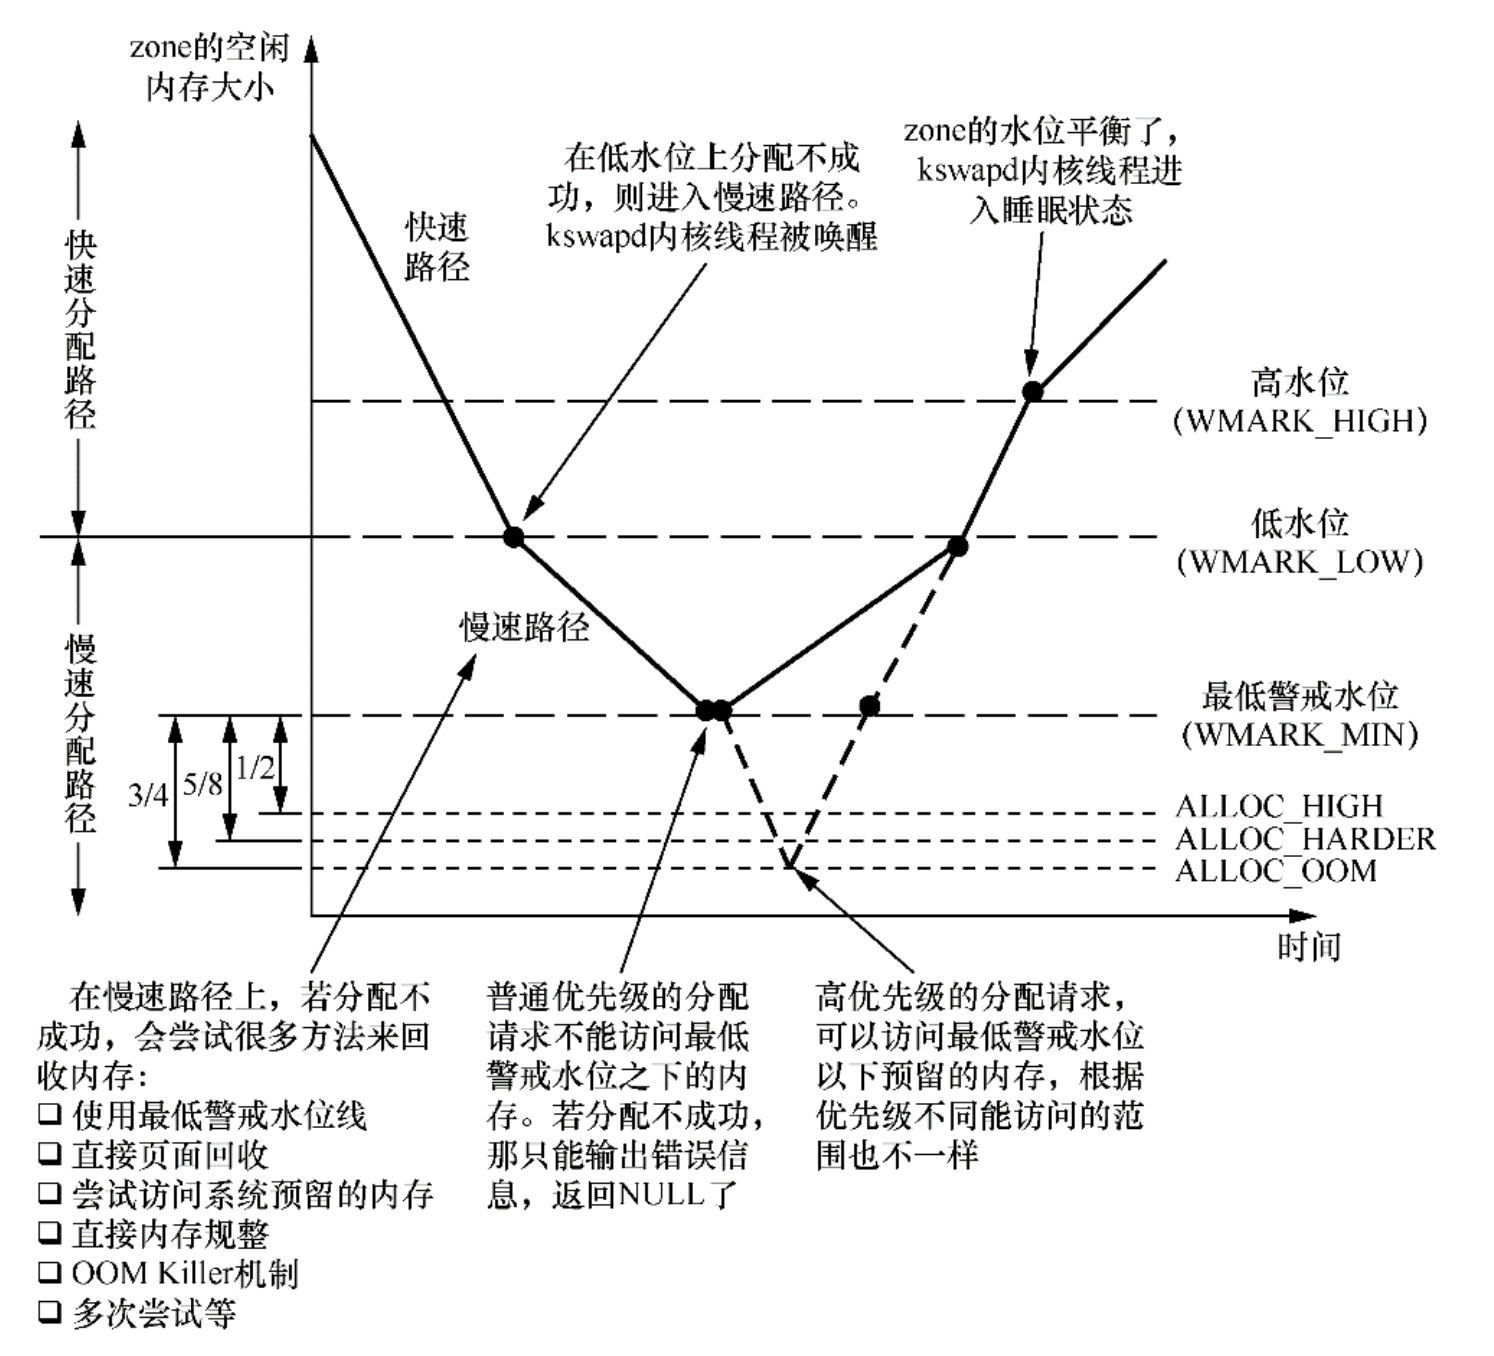 zone的空闲
内存大小
快速分配路径
慢速分配路径
快速
路径
在低水位上分配不成
功，则进入慢速路径。
kswapd内核线程被唤醒
zone的水位平衡了，
kswapd内核线程进
入睡眠状态
高水位
(WMARK_HIGH)
低水位
(WMARK_LOW)
慢速路径
最低警戒水位
(WMARK_MIN)
3/4
5/8
1/2
ALLOC_HIGH
ALLOC_HARDER
ALLOC_OOM
时间
在慢速路径上，若分配不
成功，会尝试很多方法来回
收内存：
❑ 使用最低警戒水位线
❑ 直接页面回收
❑ 尝试访问系统预留的内存
❑ 直接内存规整
❑ OOM Killer机制
❑ 多次尝试等
普通优先级的分配
请求不能访问最低
警戒水位之下的内
存。若分配不成功，
那只能输出错误信
息，返回NULL了
高优先级的分配请求，
可以访问最低警戒水位
以下预留的内存，根据
优先级不同能访问的范
围也不一样